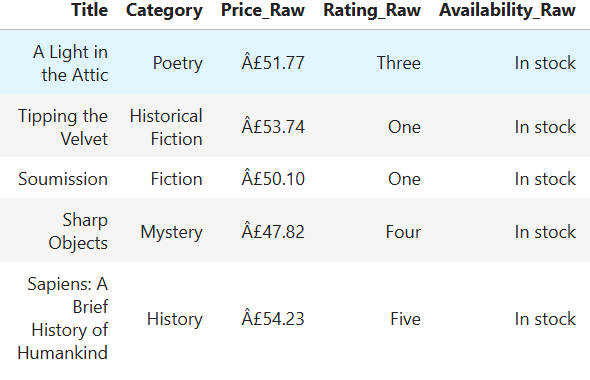 Title Category Price_Raw Rating_Raw Availability_Raw
A Light in
the Attic Poetry Â£51.77 Three In stock
Tipping the
Velvet Historical
Fiction Â£53.74 One In stock
Soumission Fiction Â£50.10 One In stock
Sharp
Objects Mystery Â£47.82 Four In stock
Sapiens: A
Brief
History of
Humankind History Â£54.23 Five In stock